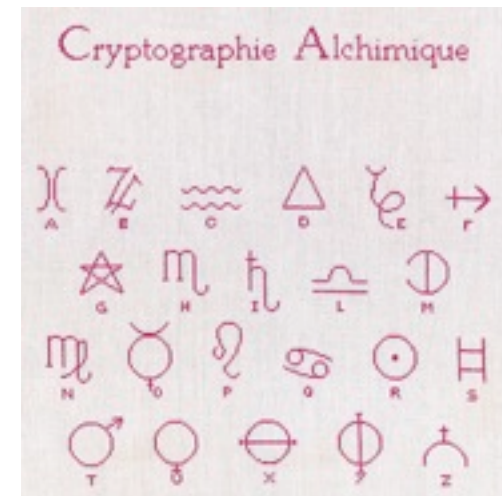 Cryptographie Alchimique
A B C D E F
G H I L M
N O P Q R S
T X Y Z